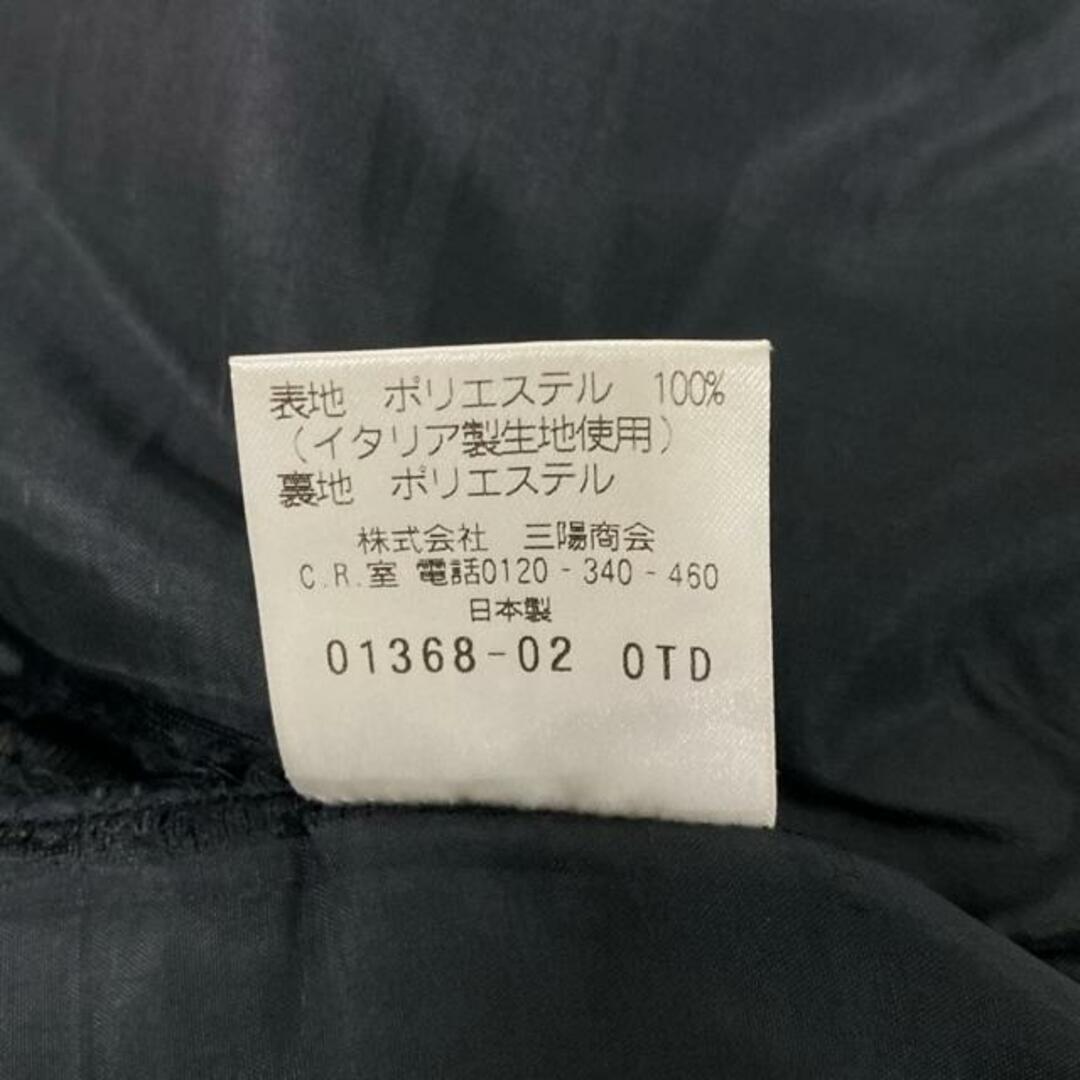 表地 ポリエステル 100%
(イタリア製生地使用)
裏地 ポリエステル
株式会社 三陽商会
C.R.室 電話0120-340-460
日本製
01368-02 OTD